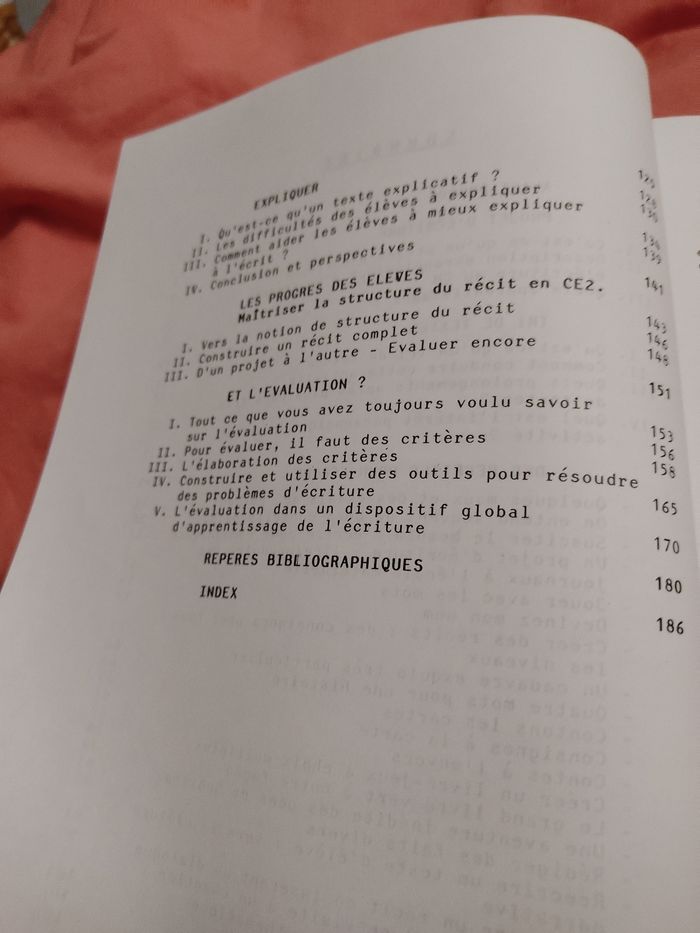 EXPLIQUER
I. Qu'est-ce qu'un texte explicatif ? 125
II. Les difficultés des élèves à expliquer
III. Comment aider les élèves à mieux expliquer
à l'écrit ?
IV. Conclusion et perspectives 139
LES PROGRES DES ELEVES
Maîtriser la structure du récit en CE2. 141
I. Vers la notion de structure du récit 143
II. Construire un récit complet 146
III. D'un projet à l'autre - Evaluer encore 148
ET L'EVALUATION ? 151
I. Tout ce que vous avez toujours voulu savoir
sur l'évaluation 153
II. Pour évaluer, il faut des critères 156
III. L'élaboration des critères 158
IV. Construire et utiliser des outils pour résoudre
des problèmes d'écriture 165
V. L'évaluation dans un dispositif global
d'apprentissage de l'écriture 170
REPERES BIBLIOGRAPHIQUES 180
INDEX 186